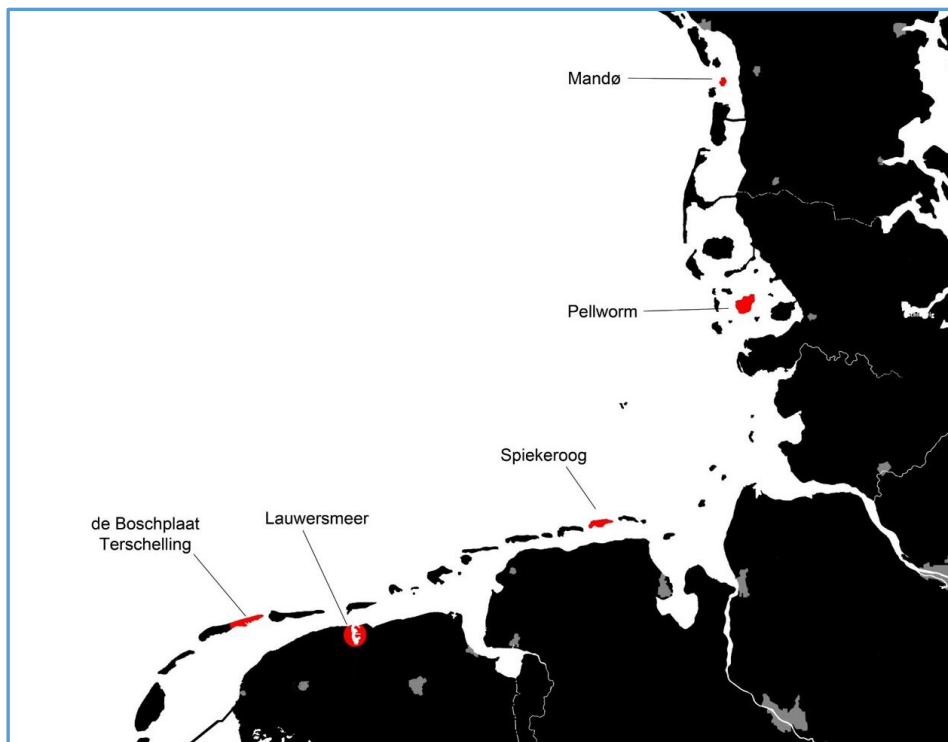 Mandø
Pellworm
Spiekeroog
Lauwersmeer
de Boschplaat
Terschelling